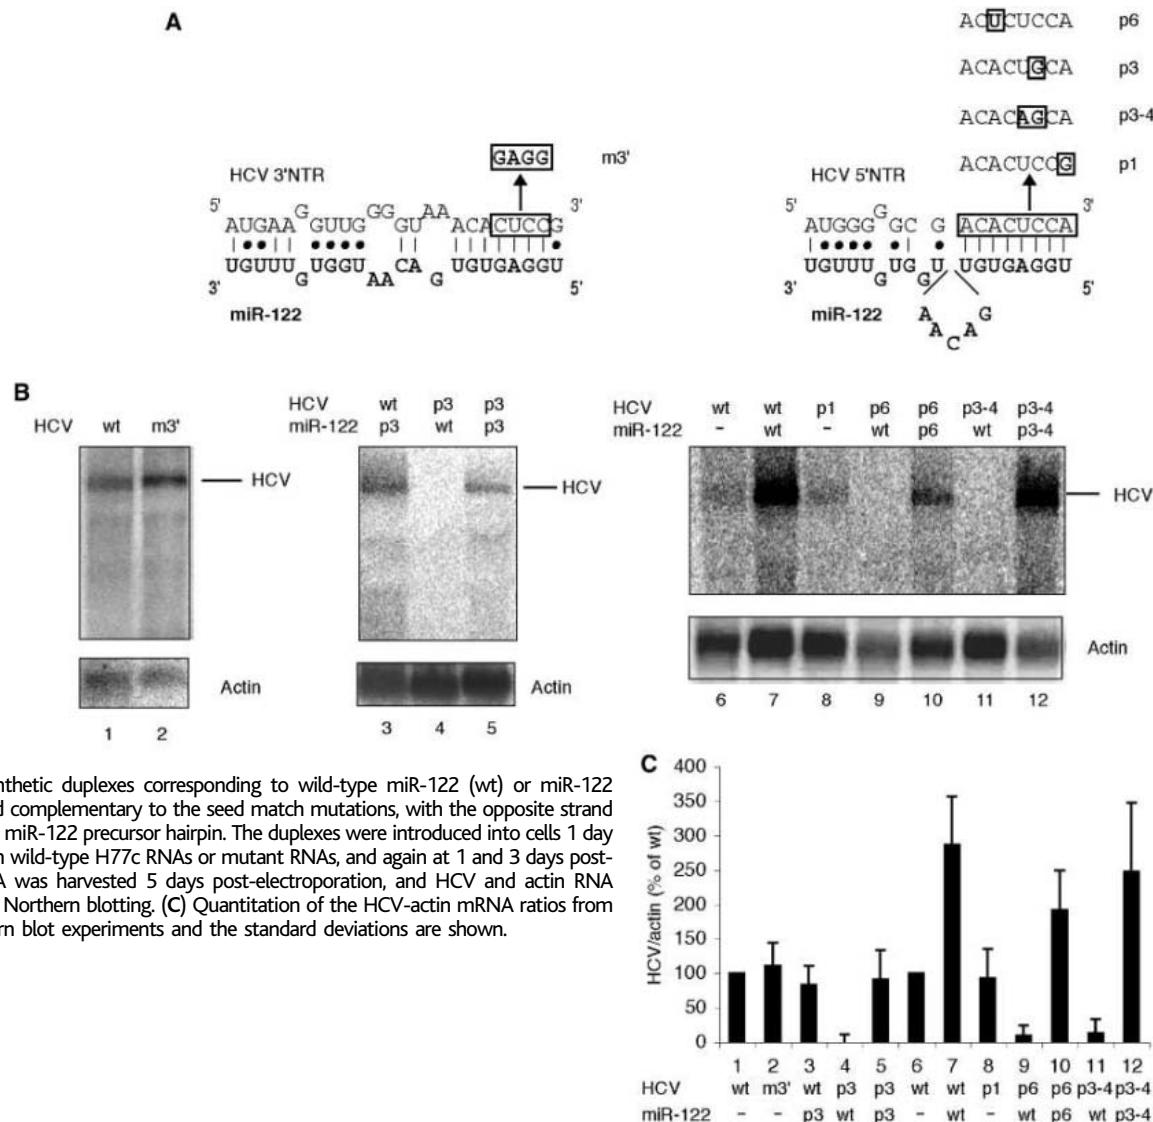 A
ACUCUCCA p6
ACACUGCA p3
ACACAGCA p3-4
ACACUCCG p1
GAGG m3'
HCV 3'NTR
5' 3'
AUGAA G GUUG GG GU AA ACA CUCC G
UGUUU G UGGU AA CA G UGUGAGGU
3' 5'
miR-122
HCV 5'NTR
5' 3'
AUGGG G GC G ACACUCCA
UGUUU G UG G U UGUGAGGU
3' 5'
miR-122
A A C A G
B
HCV wt m3'
HCV
Actin
1 2
HCV wt p3 p3
miR-122 p3 wt p3
HCV
Actin
3 4 5
HCV wt wt p1 p6 p6 p3-4 p3-4
miR-122 - wt - wt p6 wt p3-4
HCV
Actin
6 7 8 9 10 11 12
nthetic duplexes corresponding to wild-type miR-122 (wt) or miR-122
d complementary to the seed match mutations, with the opposite strand
miR-122 precursor hairpin. The duplexes were introduced into cells 1 day
n wild-type H77c RNAs or mutant RNAs, and again at 1 and 3 days post-
A was harvested 5 days post-electroporation, and HCV and actin RNA
Northern blotting. (C) Quantitation of the HCV-actin mRNA ratios from
rn blot experiments and the standard deviations are shown.
C
HCV/actin (% of wt)
400
350
300
250
200
150
100
50
0
1 2 3 4 5 6 7 8 9 10 11 12
HCV wt m3' wt p3 p3 wt wt p1 p6 p6 p3-4 p3-4
miR-122 - - p3 wt p3 - wt - wt p6 wt p3-4